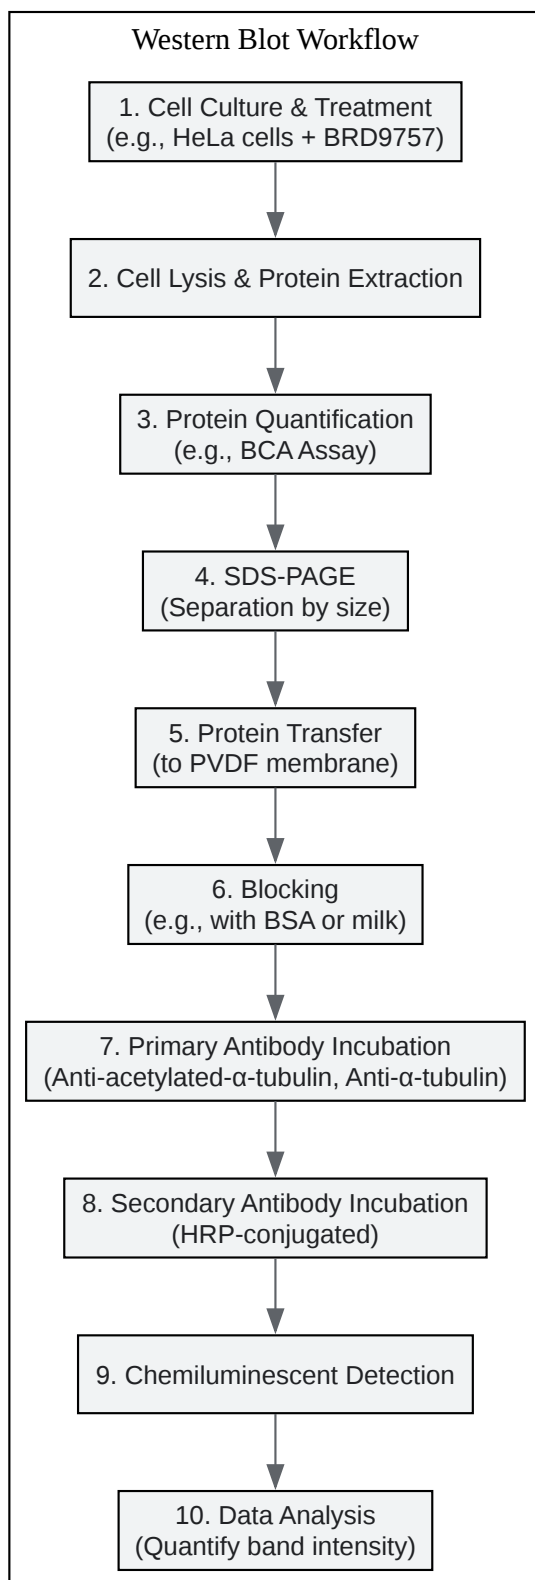 Western Blot Workflow
1. Cell Culture & Treatment
(e.g., HeLa cells + BRD9757)
2. Cell Lysis & Protein Extraction
3. Protein Quantification
(e.g., BCA Assay)
4. SDS-PAGE
(Separation by size)
5. Protein Transfer
(to PVDF membrane)
6. Blocking
(e.g., with BSA or milk)
7. Primary Antibody Incubation
(Anti-acetylated-α-tubulin, Anti-α-tubulin)
8. Secondary Antibody Incubation
(HRP-conjugated)
9. Chemiluminescent Detection
10. Data Analysis
(Quantify band intensity)